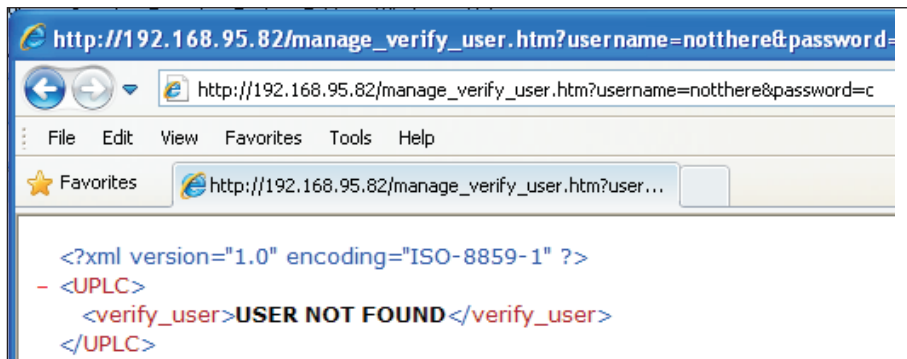 http://192.168.95.82/manage_verify_user.htm?username=notthere&password=
http://192.168.95.82/manage_verify_user.htm?username=notthere&password=c
File Edit View Favorites Tools Help
Favorites http://192.168.95.82/manage_verify_user.htm?user...
<?xml version="1.0" encoding="ISO-8859-1" ?>
– <UPLC>
<verify_user>USER NOT FOUND</verify_user>
</UPLC>